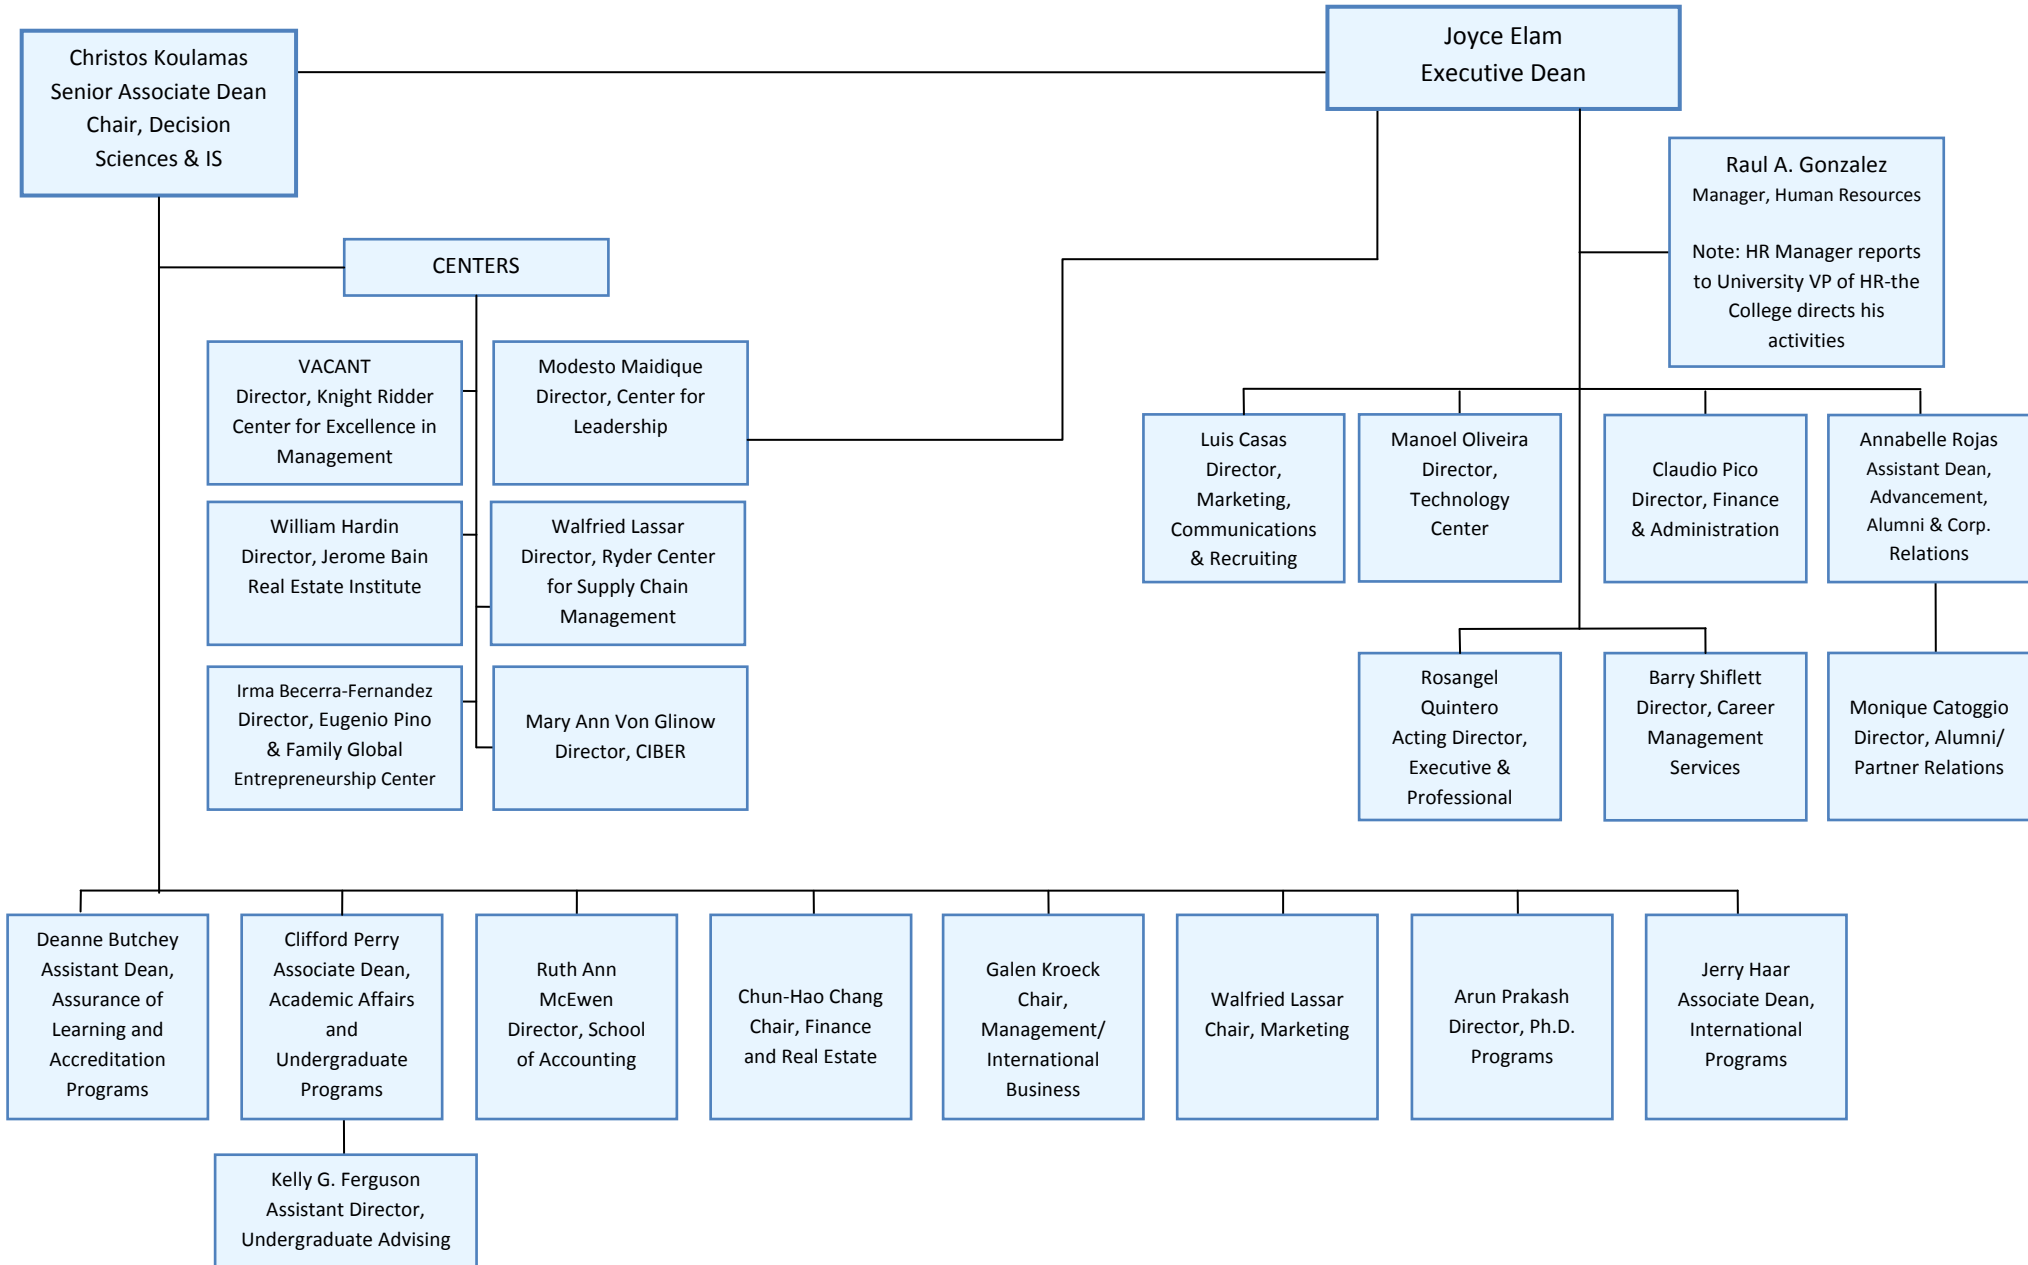 Christos Koulamas
Senior Associate Dean
Chair, Decision
Sciences & IS
Joyce Elam
Executive Dean
Raul A. Gonzalez
Manager, Human Resources
Note: HR Manager reports
to University VP of HR-the
College directs his
activities
CENTERS
VACANT
Director, Knight Ridder
Center for Excellence in
Management
Modesto Maidique
Director, Center for
Leadership
William Hardin
Director, Jerome Bain
Real Estate Institute
Walfried Lassar
Director, Ryder Center
for Supply Chain
Management
Irma Becerra-Fernandez
Director, Eugenio Pino
& Family Global
Entrepreneurship Center
Mary Ann Von Glinow
Director, CIBER
Luis Casas
Director,
Marketing,
Communications
& Recruiting
Manoel Oliveira
Director,
Technology
Center
Claudio Pico
Director, Finance
& Administration
Annabelle Rojas
Assistant Dean,
Advancement,
Alumni & Corp.
Relations
Rosangel
Quintero
Acting Director,
Executive &
Professional
Barry Shiflett
Director, Career
Management
Services
Monique Catoggio
Director, Alumni/
Partner Relations
Deanne Butchey
Assistant Dean,
Assurance of
Learning and
Accreditation
Programs
Clifford Perry
Associate Dean,
Academic Affairs
and
Undergraduate
Programs
Ruth Ann
McEwen
Director, School
of Accounting
Chun-Hao Chang
Chair, Finance
and Real Estate
Galen Kroeck
Chair,
Management/
International
Business
Walfried Lassar
Chair, Marketing
Arun Prakash
Director, Ph.D.
Programs
Jerry Haar
Associate Dean,
International
Programs
Kelly G. Ferguson
Assistant Director,
Undergraduate Advising